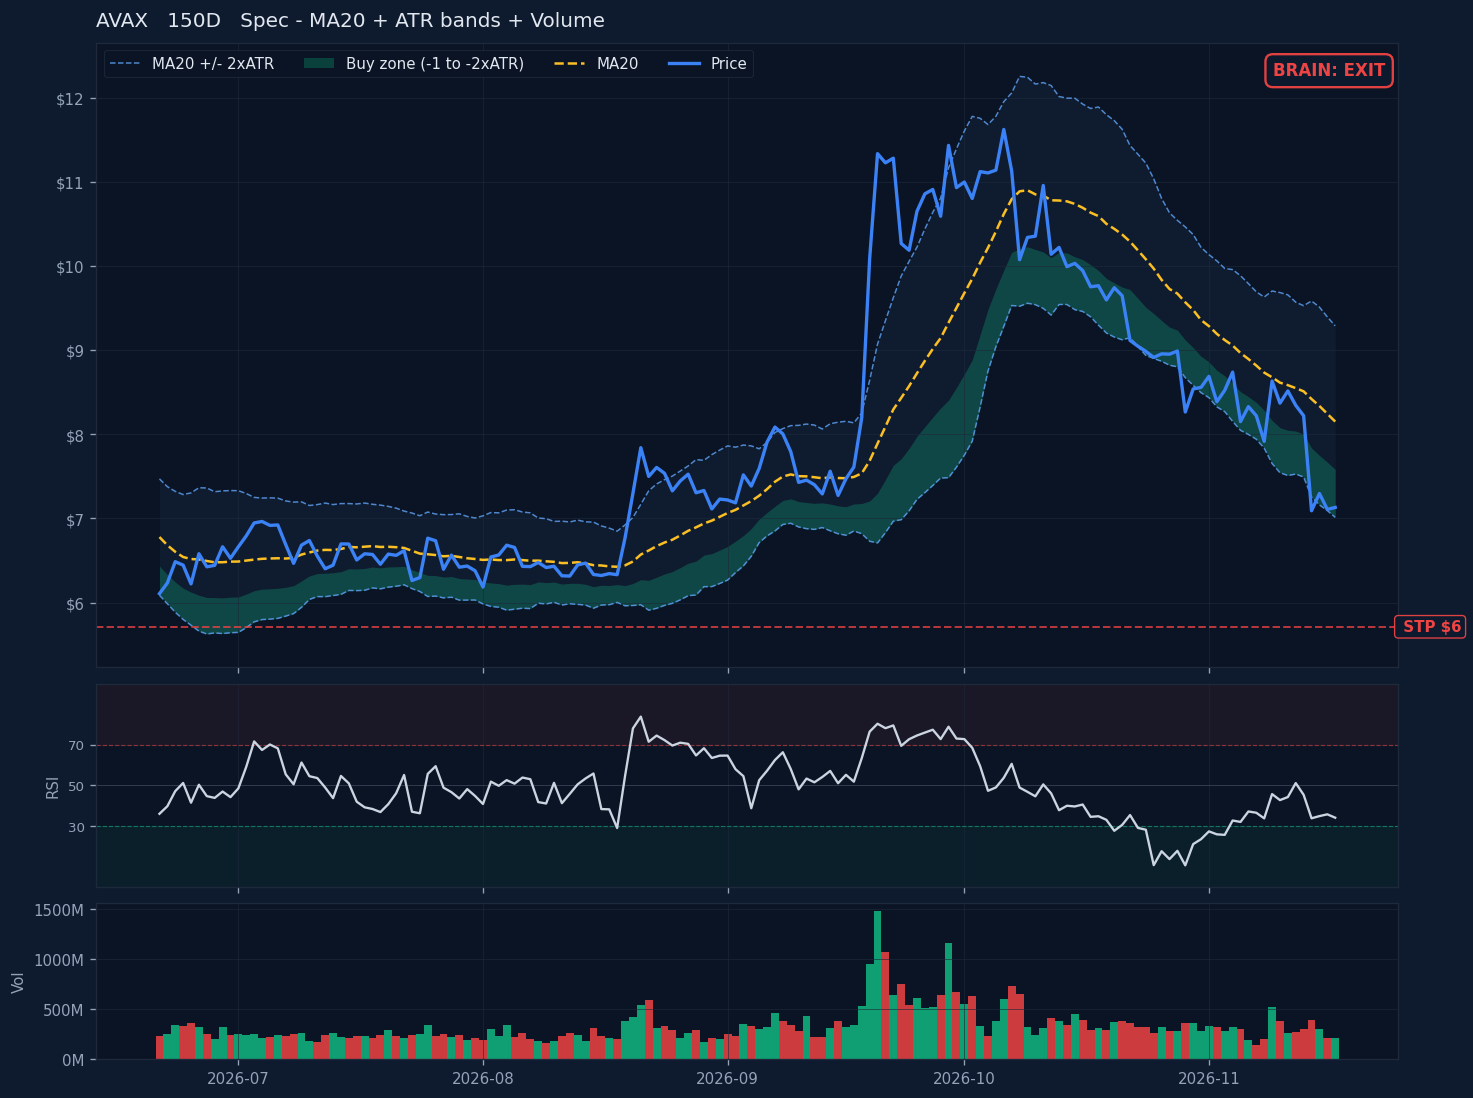 AVAX   150D   Spec - MA20 + ATR bands + Volume
MA20 +/- 2xATR
Buy zone (-1 to -2xATR)
MA20
Price
BRAIN: EXIT
$12
$11
$10
$9
$8
$7
$6
STP $6
RSI
70
50
30
Vol
1500M
1000M
500M
0M
2026-07
2026-08
2026-09
2026-10
2026-11